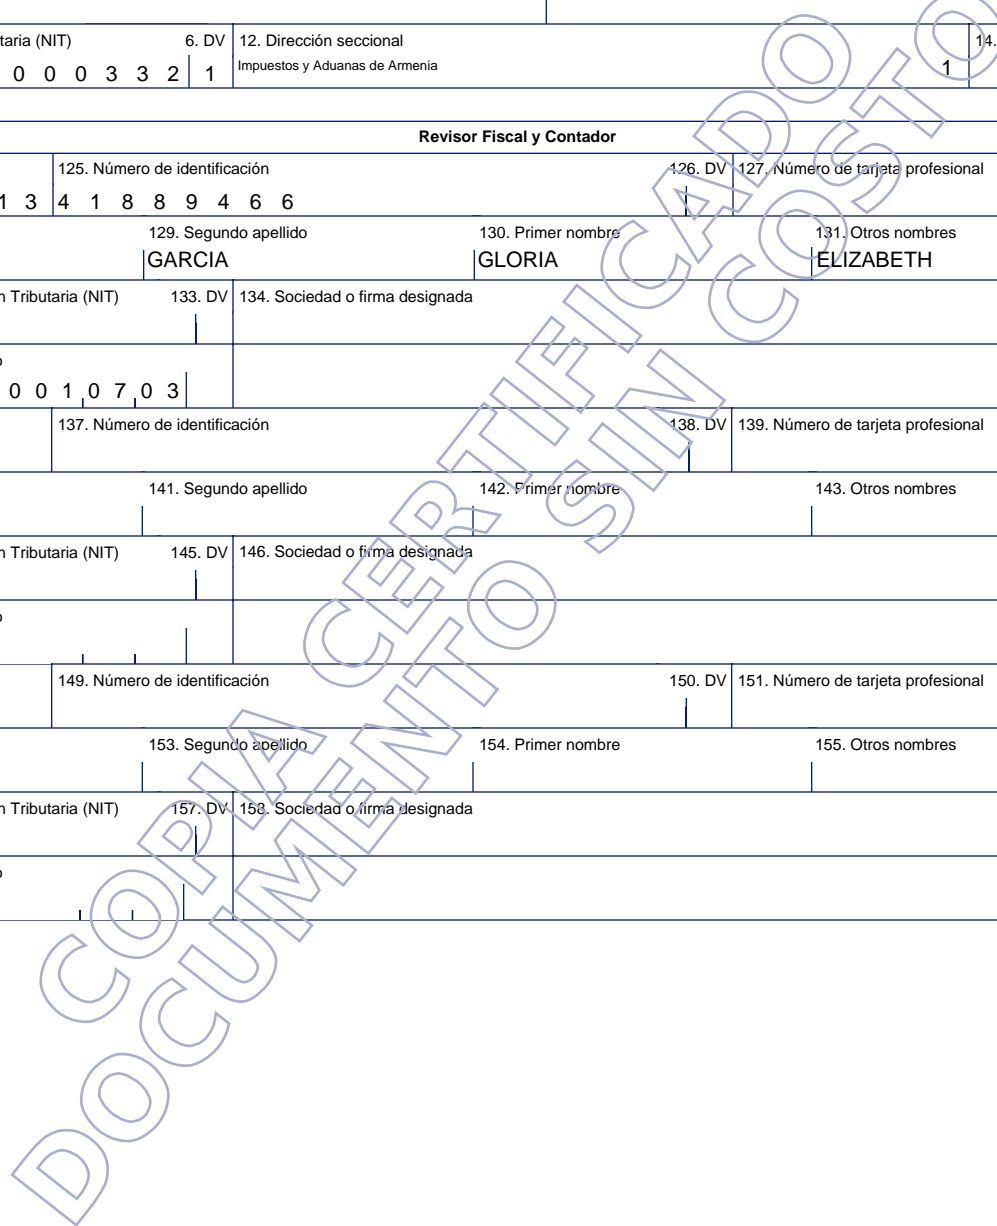 taria (NIT) 6. DV 12. Dirección seccional 14.
0 0 0 3 3 2 1 Impuestos y Aduanas de Armenia 1
Revisor Fiscal y Contador
125. Número de identificación 126. DV 127. Número de tarjeta profesional
1 3 4 1 8 8 9 4 6 6
129. Segundo apellido 130. Primer nombre 131. Otros nombres
GARCIA GLORIA ELIZABETH
n Tributaria (NIT) 133. DV 134. Sociedad o firma designada
o
0 0 1 0 7 0 3
137. Número de identificación 138. DV 139. Número de tarjeta profesional
141. Segundo apellido 142. Primer nombre 143. Otros nombres
n Tributaria (NIT) 145. DV 146. Sociedad o firma designada
o
149. Número de identificación 150. DV 151. Número de tarjeta profesional
153. Segundo apellido 154. Primer nombre 155. Otros nombres
n Tributaria (NIT) 157. DV 158. Sociedad o firma designada
o
COPIA CERTIFICADO
DOCUMENTO SIN COSTO